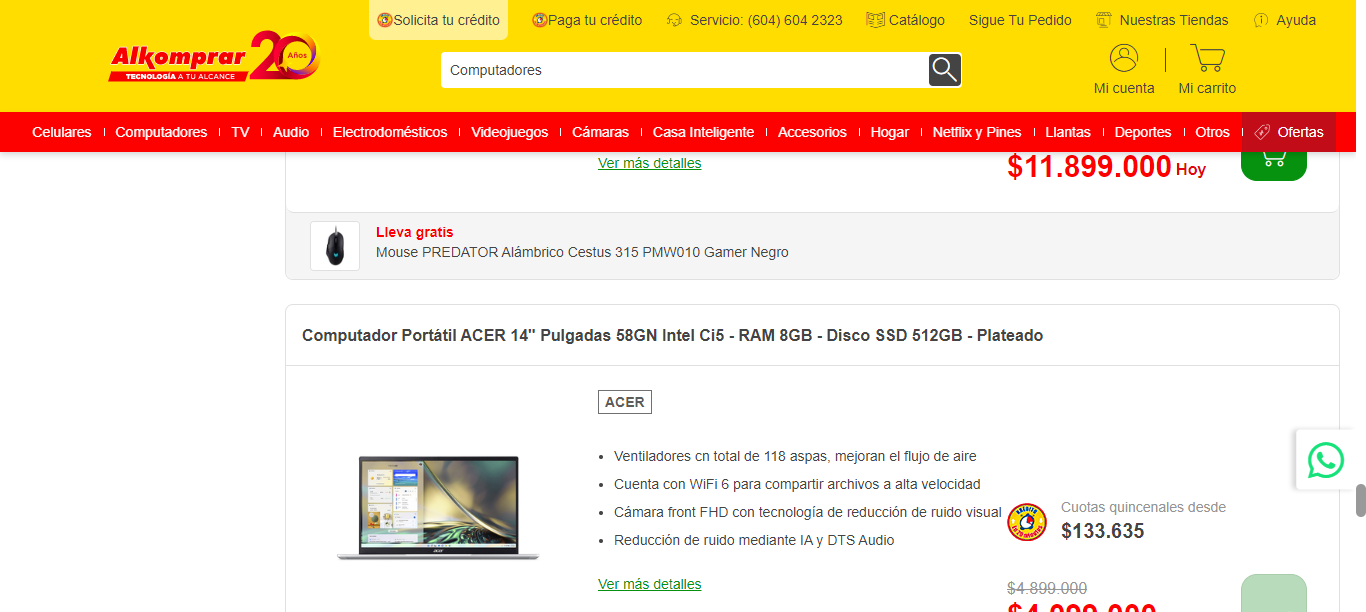 Solicita tu crédito
Paga tu crédito
Servicio: (604) 604 2323
Catálogo
Sigue Tu Pedido
Nuestras Tiendas
Ayuda
Alkomprar 20 Años
TECNOLOGÍA A TU ALCANCE
Computadores
Mi cuenta
Mi carrito
Celulares
Computadores
TV
Audio
Electrodomésticos
Videojuegos
Cámaras
Casa Inteligente
Accesorios
Hogar
Netflix y Pines
Llantas
Deportes
Otros
Ofertas
Ver más detalles
$11.899.000 Hoy
Lleva gratis
Mouse PREDATOR Alámbrico Cestus 315 PMW010 Gamer Negro
Computador Portátil ACER 14" Pulgadas 58GN Intel Ci5 - RAM 8GB - Disco SSD 512GB - Plateado
ACER
Ventiladores cn total de 118 aspas, mejoran el flujo de aire
Cuenta con WiFi 6 para compartir archivos a alta velocidad
Cámara front FHD con tecnología de reducción de ruido visual
Reducción de ruido mediante IA y DTS Audio
Ver más detalles
Cuotas quincenales desde
$133.635
$4.899.000
$4.099.000